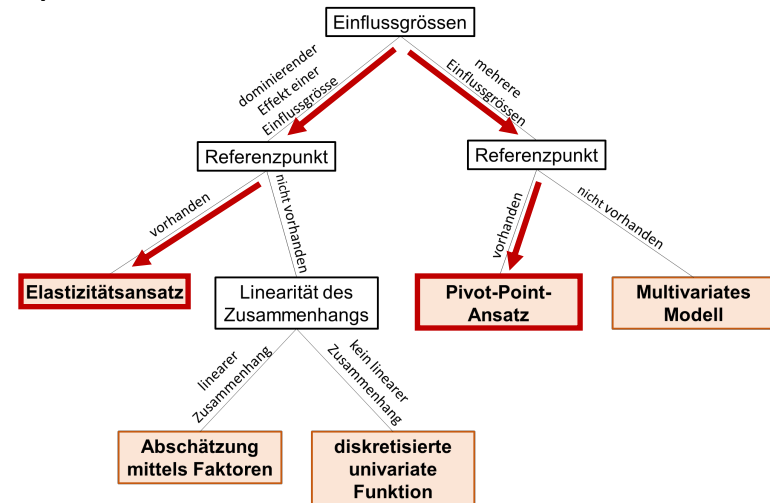 Einflussgrössen
dominierender
Effekt einer
Einflussgrösse
mehrere
Einflussgrössen
Referenzpunkt
Referenzpunkt
vorhanden
nicht vorhanden
vorhanden
nicht vorhanden
Elastizitätsansatz
Linearität des
Zusammenhangs
Pivot-Point-
Ansatz
Multivariates
Modell
linearer
Zusammenhang
kein linearer
Zusammenhang
Abschätzung
mittels Faktoren
diskretisierte
univariate
Funktion